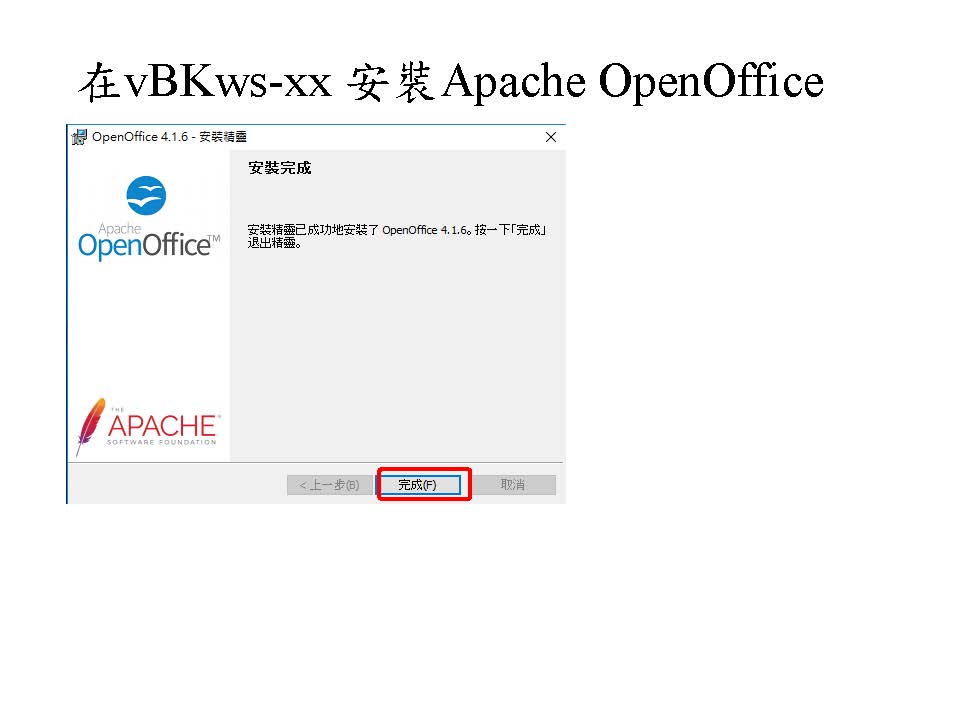 在vBKws-xx 安裝Apache OpenOffice
OpenOffice 4.1.6 - 安裝精靈
安裝完成
Apache
OpenOffice™
安裝精靈已成功地安裝了 OpenOffice 4.1.6。按一下「完成」
退出精靈。
THE
APACHE
SOFTWARE FOUNDATION
< 上一步(B)
完成(F)
取消